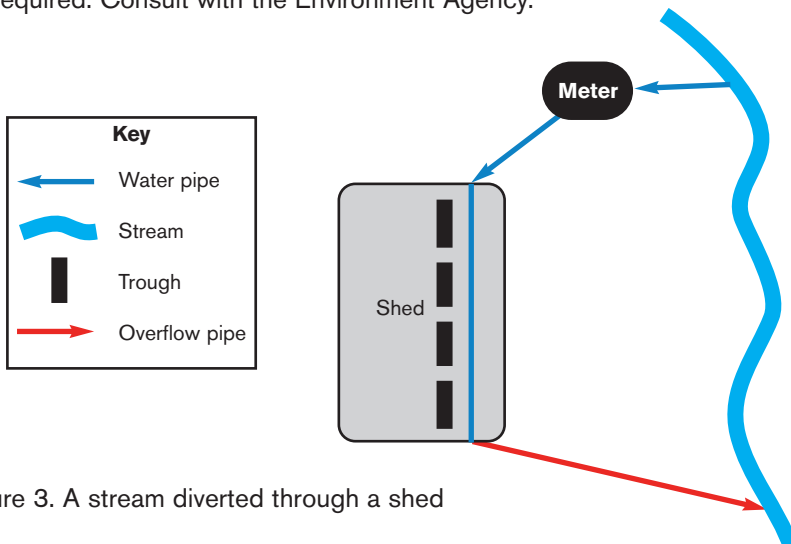 equired. Consult with the Environment Agency.
Meter
Key
Water pipe
Stream
Trough
Overflow pipe
Shed
ure 3. A stream diverted through a shed